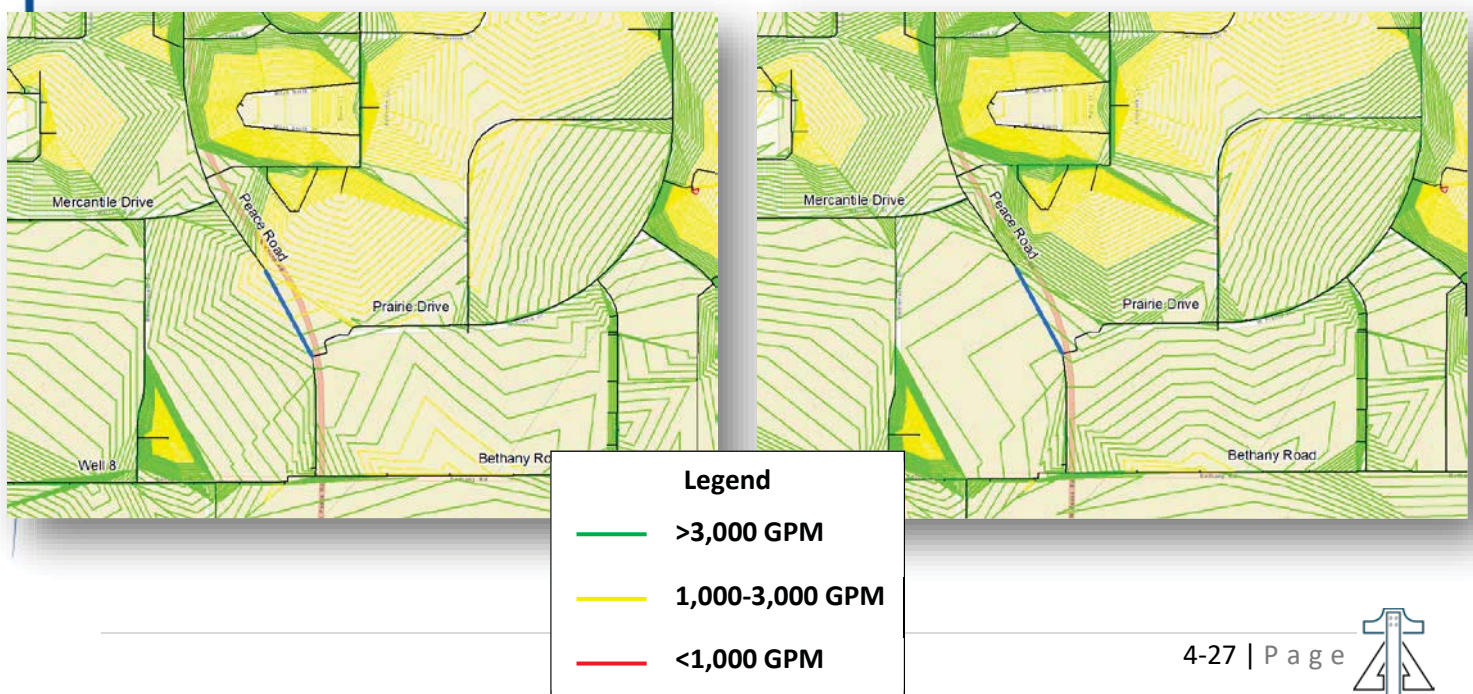 Mercantile Drive
Peace Road
Prairie Drive
Well 8
Bethany Ro
Mercantile Drive
Peace Road
Prairie Drive
Bethany Road
Legend
>3,000 GPM
1,000-3,000 GPM
<1,000 GPM
4-27 | P a g e